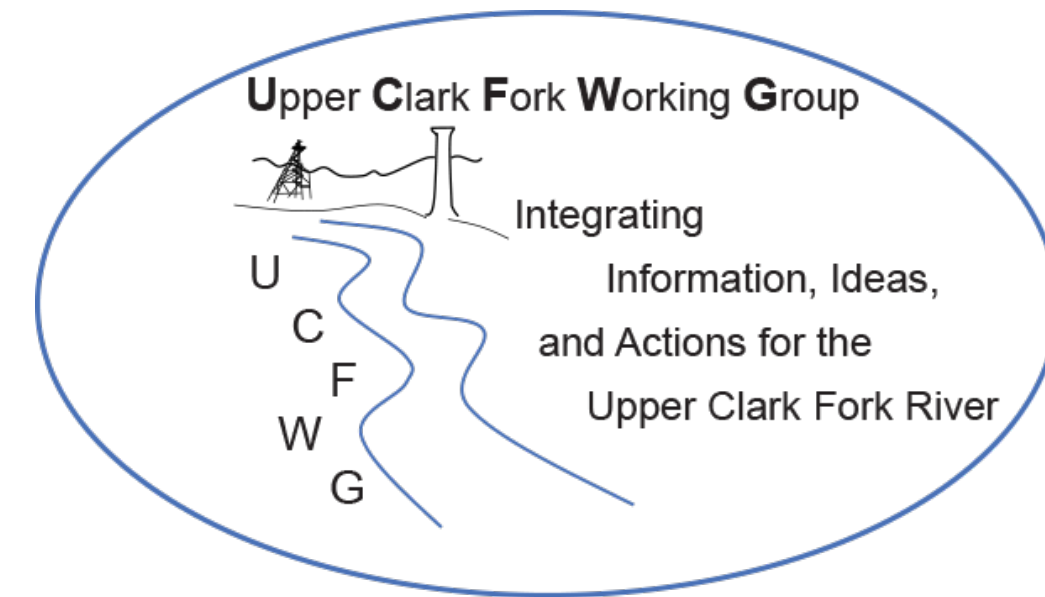 Upper Clark Fork Working Group
Integrating
Information, Ideas,
and Actions for the
Upper Clark Fork River
U
C
F
W
G